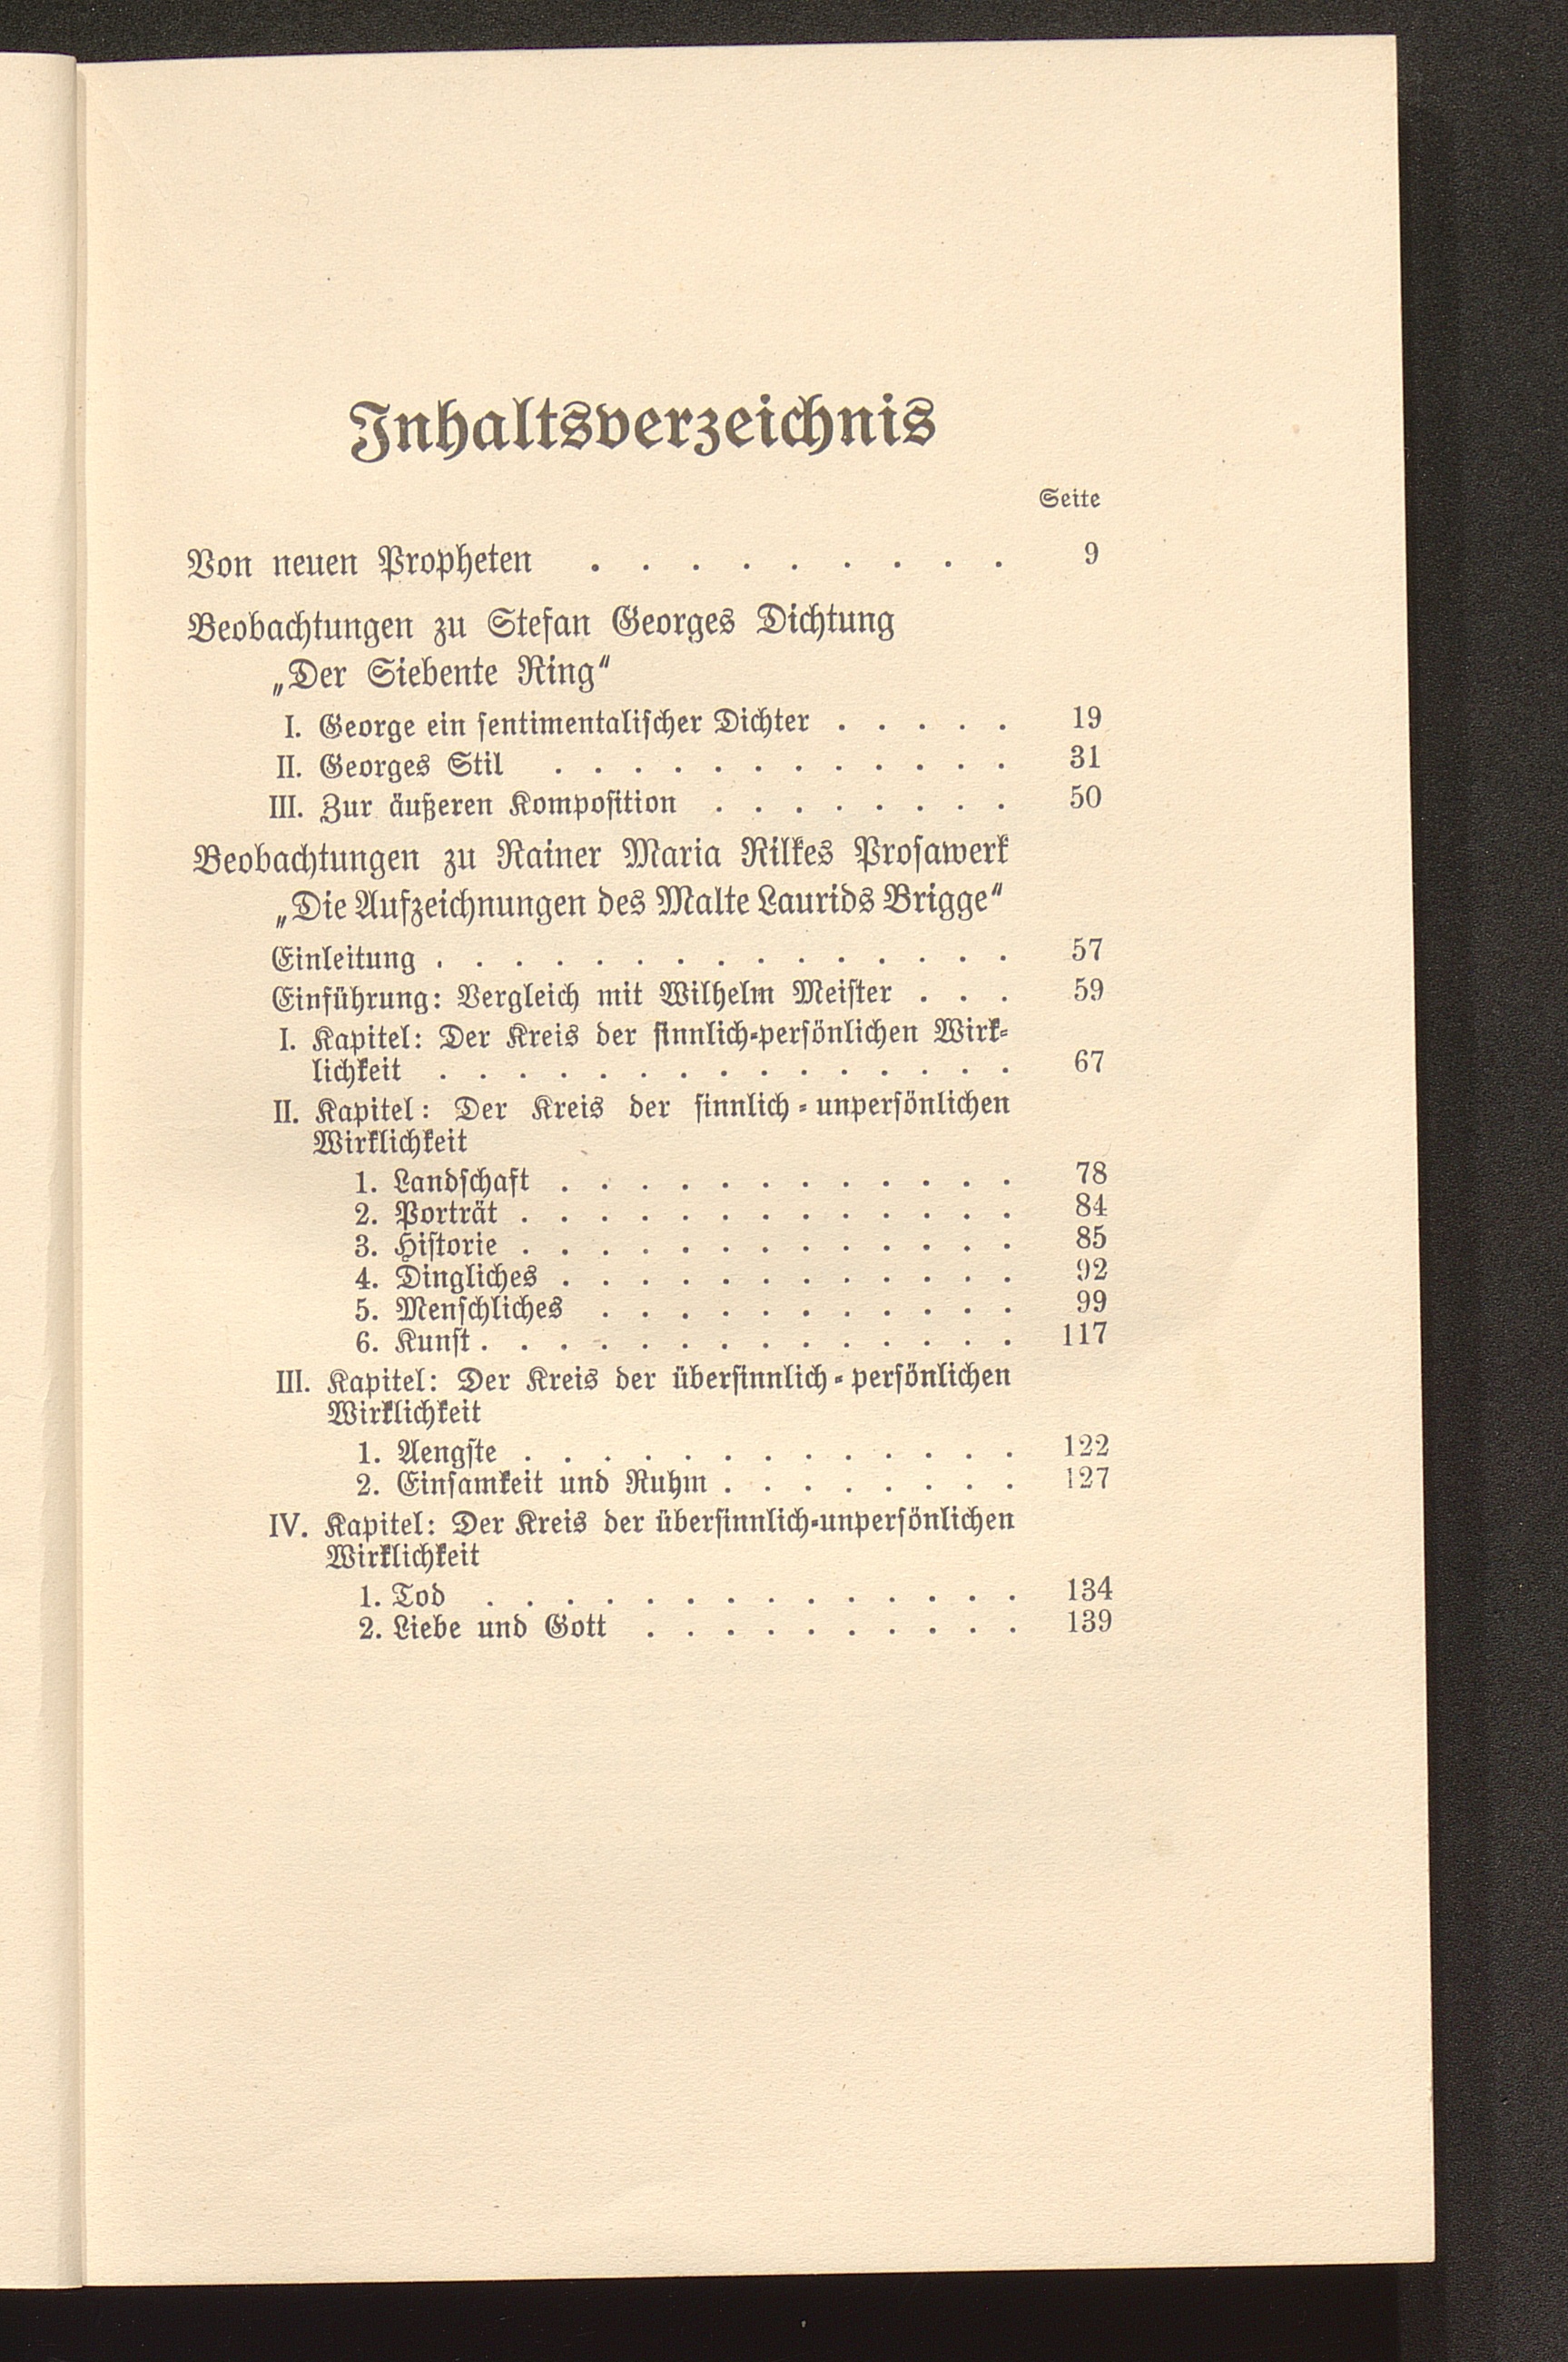 Inhaltsverzeichnis
Seite
Von neuen Propheten . . . . . . . . . 9
Beobachtungen zu Stefan Georges Dichtung
„Der Siebente Ring“
I. George ein sentimentalischer Dichter . . . . . 19
II. Georges Stil . . . . . . . . . . . . 31
III. Zur äußeren Komposition . . . . . . . . 50
Beobachtungen zu Rainer Maria Rilkes Prosawerk
„Die Aufzeichnungen des Malte Laurids Brigge“
Einleitung . . . . . . . . . . . . . . . 57
Einführung: Vergleich mit Wilhelm Meister . . . 59
I. Kapitel: Der Kreis der sinnlich-persönlichen Wirk-
lichkeit . . . . . . . . . . . . . . . 67
II. Kapitel: Der Kreis der sinnlich-unpersönlichen
Wirklichkeit
1. Landschaft . . . . . . . . . . . . 78
2. Porträt . . . . . . . . . . . . . 84
3. Historie . . . . . . . . . . . . . 85
4. Dingliches . . . . . . . . . . . . 92
5. Menschliches . . . . . . . . . . . 99
6. Kunst . . . . . . . . . . . . . . 117
III. Kapitel: Der Kreis der übersinnlich-persönlichen
Wirklichkeit
1. Aengste . . . . . . . . . . . . . 122
2. Einsamkeit und Ruhm . . . . . . . . 127
IV. Kapitel: Der Kreis der übersinnlich-unpersönlichen
Wirklichkeit
1. Tod . . . . . . . . . . . . . . 134
2. Liebe und Gott . . . . . . . . . . 139